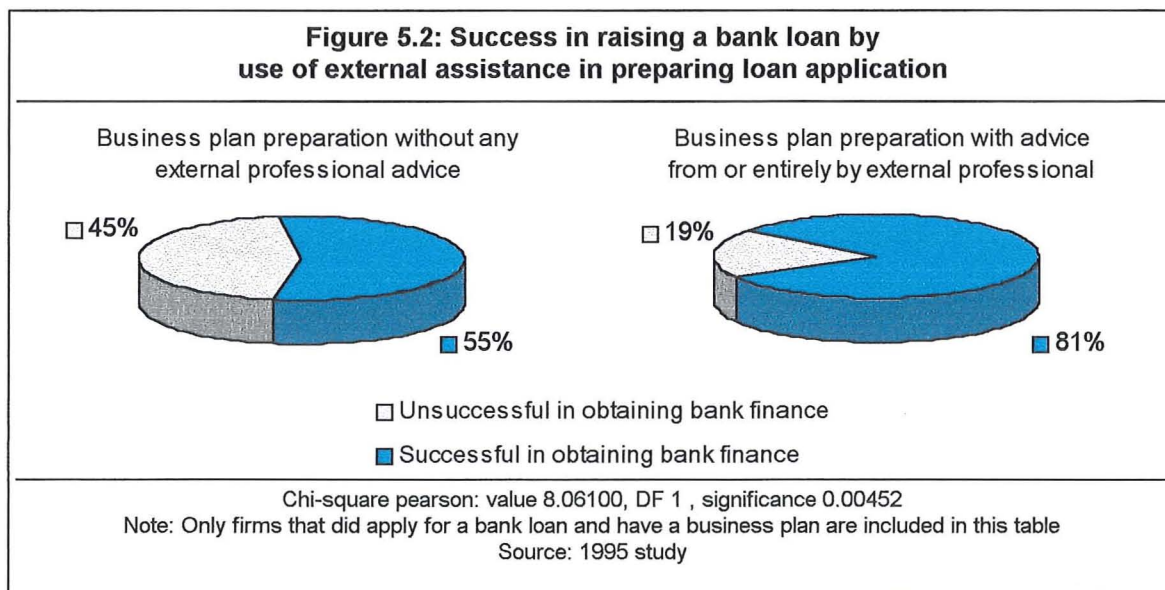 Figure 5.2: Success in raising a bank loan by
use of external assistance in preparing loan application
Business plan preparation without any
external professional advice
Business plan preparation with advice
from or entirely by external professional
45%
55%
19%
81%
Unsuccessful in obtaining bank finance
Successful in obtaining bank finance
Chi-square pearson: value 8.06100, DF 1 , significance 0.00452
Note: Only firms that did apply for a bank loan and have a business plan are included in this table
Source: 1995 study